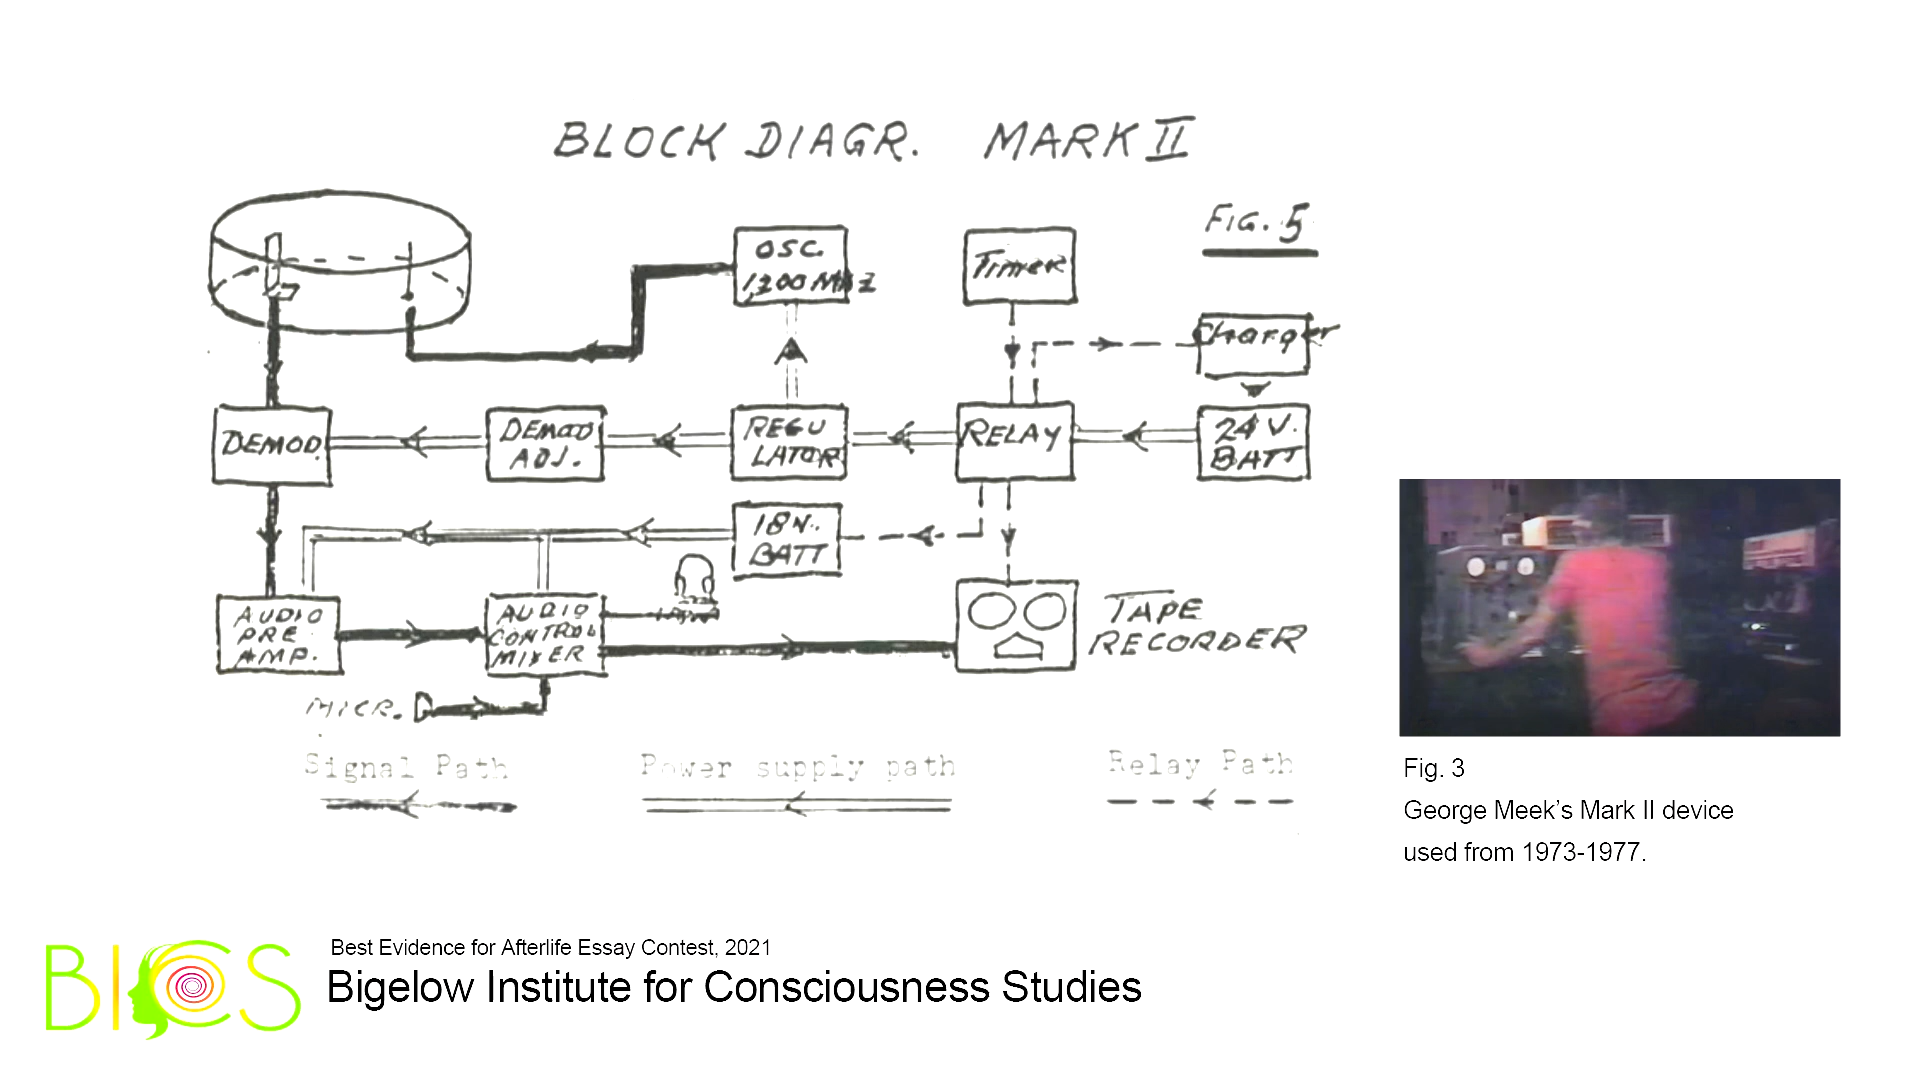 BLOCK DIAGR. MARK II
FIG. 5
OSC.
1,200 MHZ
Timer
Charger
DEMOD.
DEMOD
ADJ.
REGU
LATOR
RELAY
24 V.
BATT
18 V.
BATT
AUDIO
PRE
AMP.
AUDIO
CONTROL
MIXER
TAPE
RECORDER
MICR.
Signal Path
Power supply path
Relay Path
Fig. 3
George Meek’s Mark II device
used from 1973-1977.
BICS
Best Evidence for Afterlife Essay Contest, 2021
Bigelow Institute for Consciousness Studies